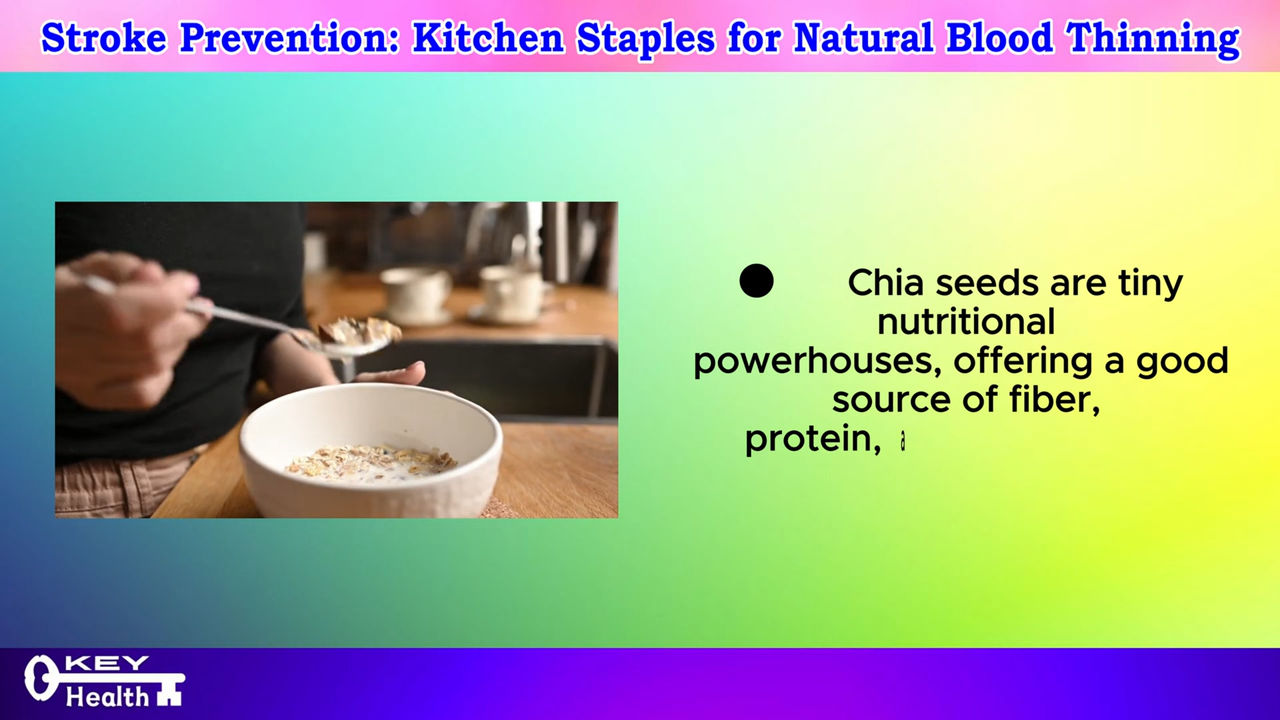 Stroke Prevention: Kitchen Staples for Natural Blood Thinning
● Chia seeds are tiny
nutritional
powerhouses, offering a good
source of fiber,
protein, a
KEY
Health